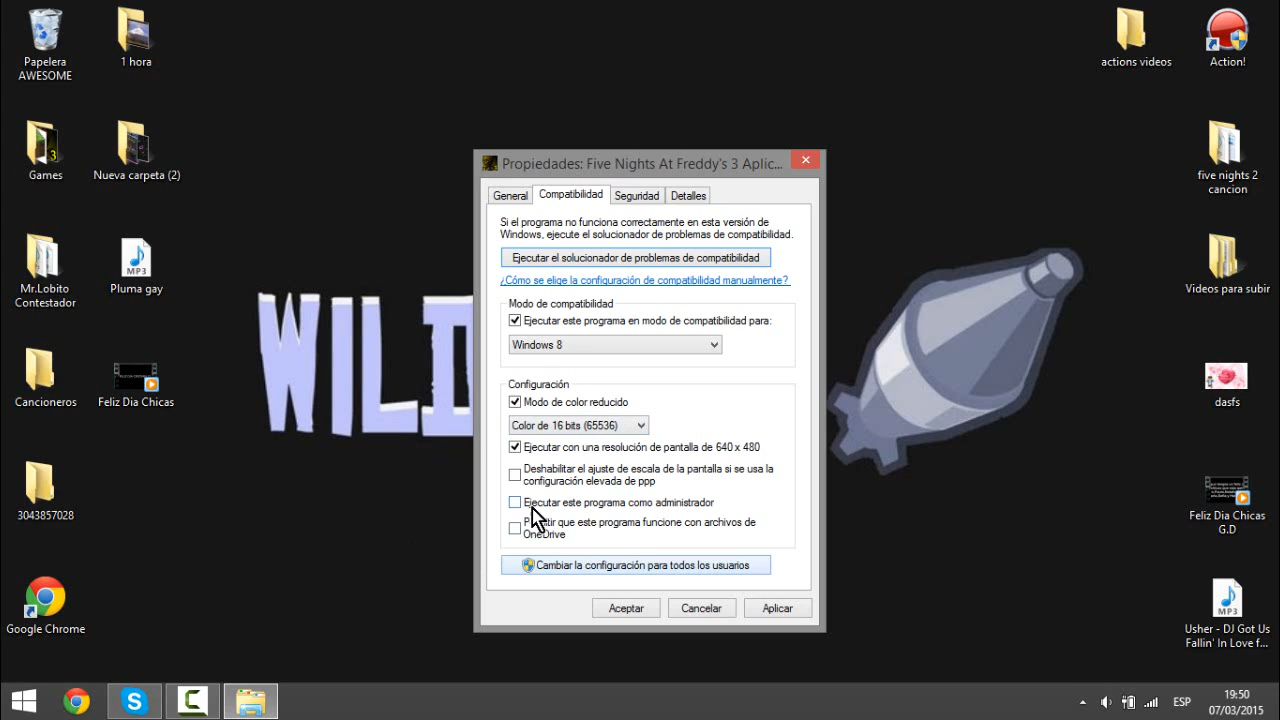 Papelera
AWESOME
1 hora
actions videos
Action!
Games
3
Nueva carpeta (2)
five nights 2
cancion
Mr.Lobito
Contestador
MP3
Pluma gay
Videos para subir
Cancioneros
Feliz Dia Chicas
dasfs
3043857028
Feliz Dia Chicas
G.D
Google Chrome
MP3
Usher - DJ Got Us
Fallin' In Love f...
WILD
Propiedades: Five Nights At Freddy's 3 Aplic...
General
Compatibilidad
Seguridad
Detalles
Si el programa no funciona correctamente en esta versión de
Windows, ejecute el solucionador de problemas de compatibilidad.
Ejecutar el solucionador de problemas de compatibilidad
¿Cómo se elige la configuración de compatibilidad manualmente?
Modo de compatibilidad
Ejecutar este programa en modo de compatibilidad para:
Windows 8
Configuración
Modo de color reducido
Color de 16 bits (65536)
Ejecutar con una resolución de pantalla de 640 x 480
Deshabilitar el ajuste de escala de la pantalla si se usa la
configuración elevada de ppp
Ejecutar este programa como administrador
Permitir que este programa funcione con archivos de
OneDrive
Cambiar la configuración para todos los usuarios
Aceptar
Cancelar
Aplicar
ESP
19:50
07/03/2015